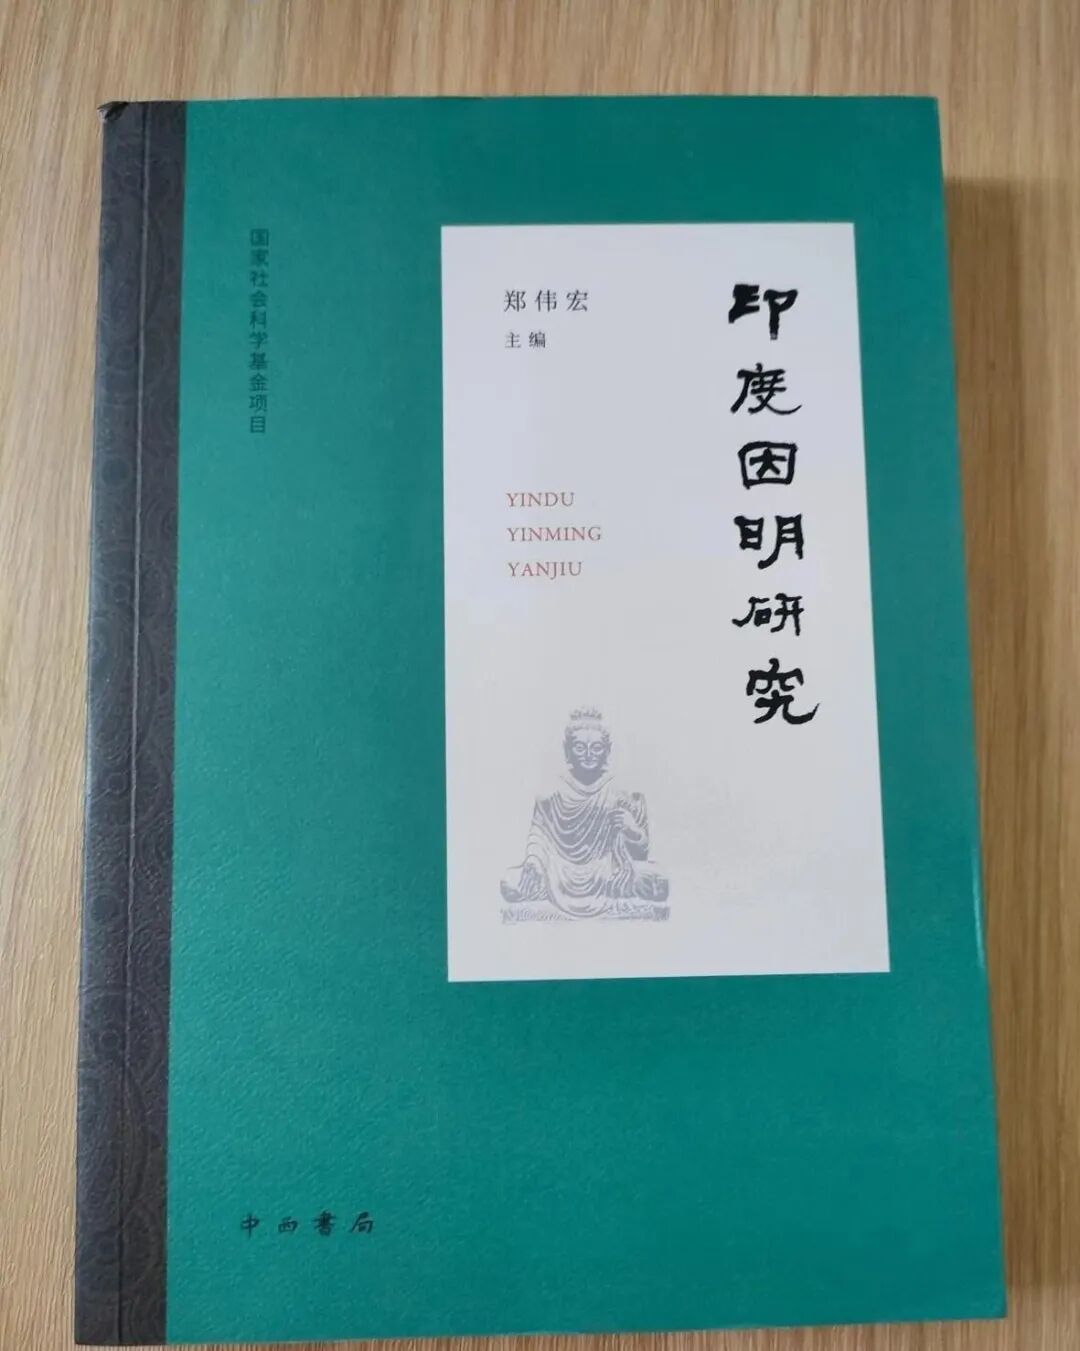 国家社会科学基金项目
郑伟宏
主编
印度因明研究
YINDU
YINMING
YANJIU
中西書局